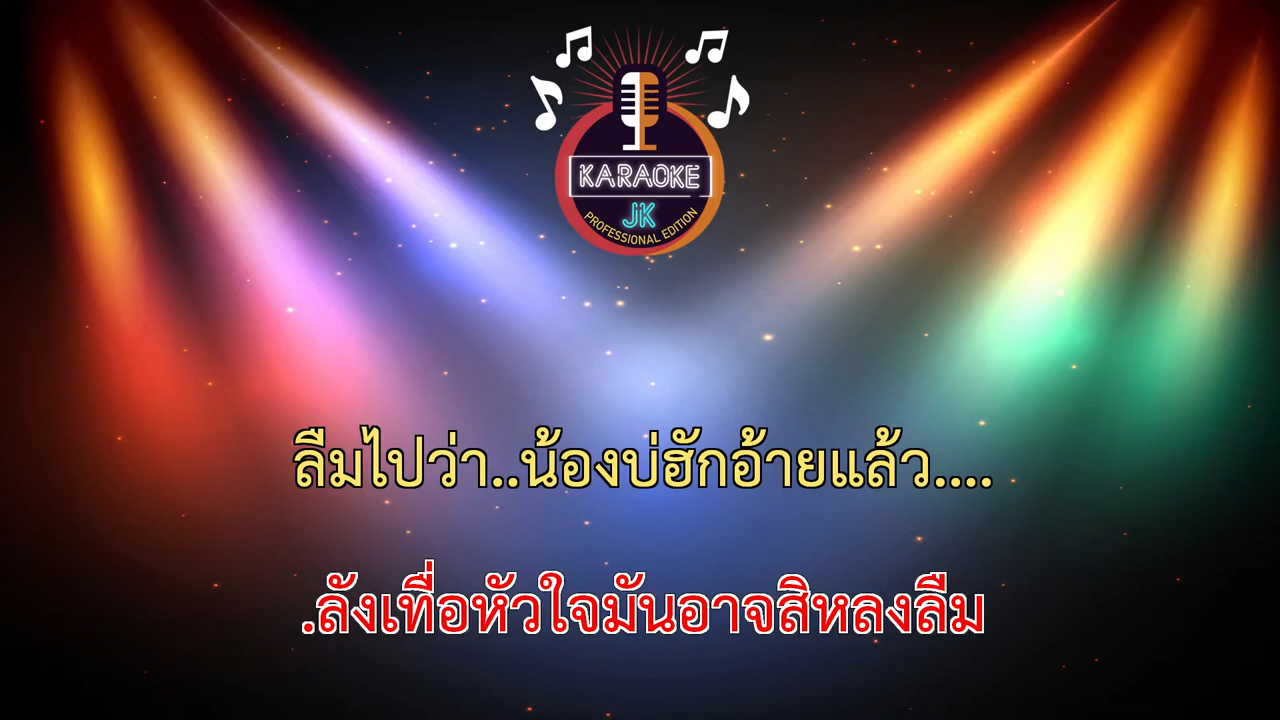 KARAOKE
JK
PROFESSIONAL EDITION
ลืมไปว่า..น้องบ่ฮักอ้ายแล้ว....
.ลังเทื่อหัวใจมันอาจสิหลงลืม